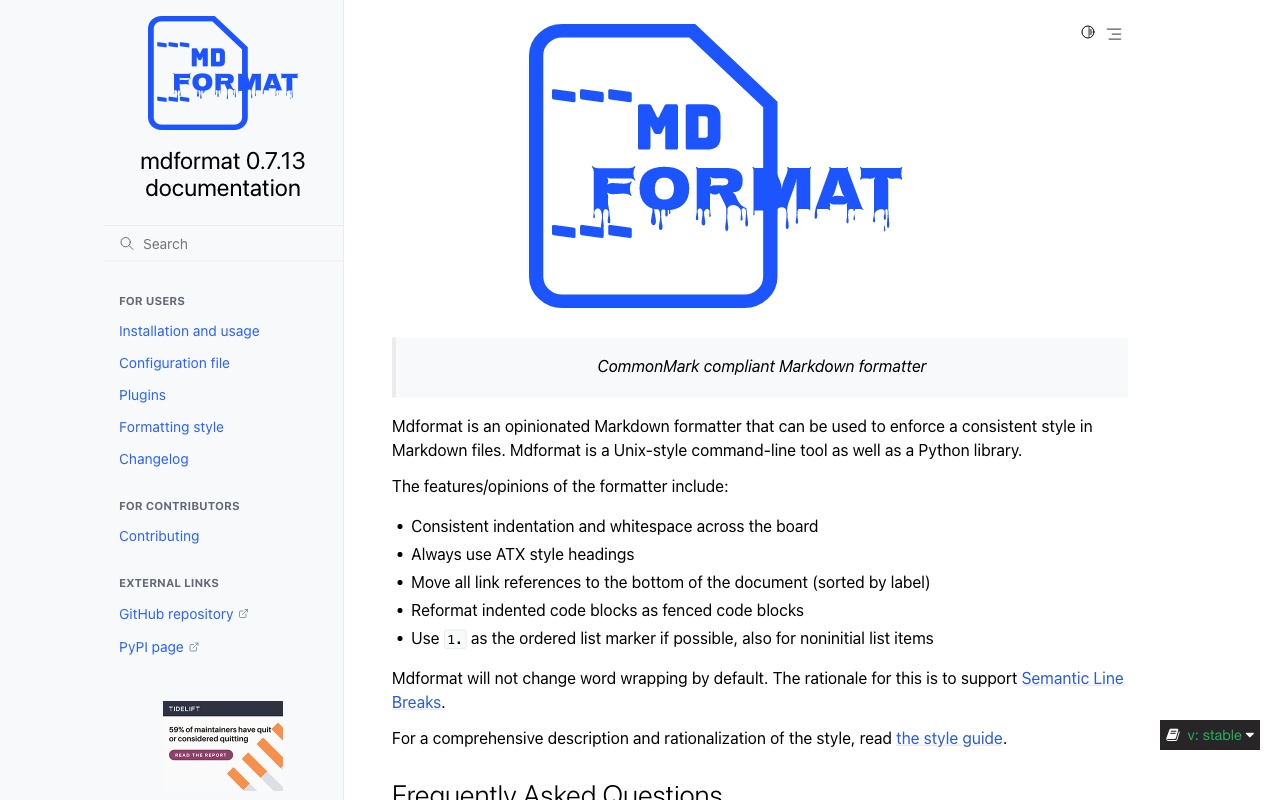 MD
FORMAT
mdformat 0.7.13
documentation
Search
FOR USERS
Installation and usage
Configuration file
Plugins
Formatting style
Changelog
FOR CONTRIBUTORS
Contributing
EXTERNAL LINKS
GitHub repository
PyPI page
TIDELIFT
59% of maintainers have quit
or considered quitting
READ THE REPORT
MD
FORMAT
CommonMark compliant Markdown formatter
Mdformat is an opinionated Markdown formatter that can be used to enforce a consistent style in
Markdown files. Mdformat is a Unix-style command-line tool as well as a Python library.
The features/opinions of the formatter include:
• Consistent indentation and whitespace across the board
• Always use ATX style headings
• Move all link references to the bottom of the document (sorted by label)
• Reformat indented code blocks as fenced code blocks
• Use 1. as the ordered list marker if possible, also for noninitial list items
Mdformat will not change word wrapping by default. The rationale for this is to support Semantic Line
Breaks.
For a comprehensive description and rationalization of the style, read the style guide.
Frequently Asked Questions
v: stable